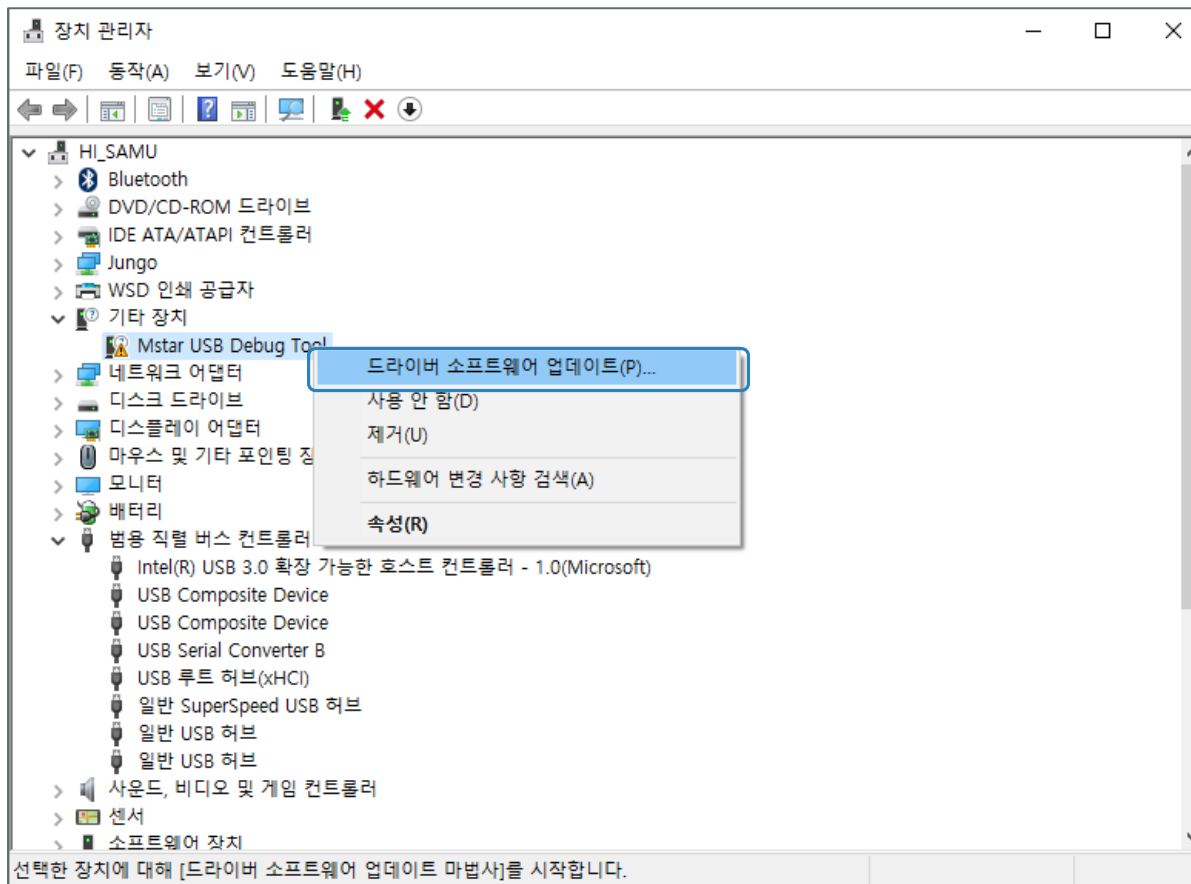 장치 관리자
파일(F) 동작(A) 보기(V) 도움말(H)
HI_SAMU
Bluetooth
DVD/CD-ROM 드라이브
IDE ATA/ATAPI 컨트롤러
Jungo
WSD 인쇄 공급자
기타 장치
Mstar USB Debug Tool
드라이버 소프트웨어 업데이트(P)...
네트워크 어댑터
디스크 드라이브
사용 안 함(D)
디스플레이 어댑터
제거(U)
마우스 및 기타 포인팅
하드웨어 변경 사항 검색(A)
모니터
배터리
속성(R)
범용 직렬 버스 컨트롤러
Intel(R) USB 3.0 확장 가능한 호스트 컨트롤러 - 1.0(Microsoft)
USB Composite Device
USB Composite Device
USB Serial Converter B
USB 루트 허브(xHCI)
일반 SuperSpeed USB 허브
일반 USB 허브
일반 USB 허브
사운드, 비디오 및 게임 컨트롤러
센서
소프트웨어 장치
선택한 장치에 대해 [드라이버 소프트웨어 업데이트 마법사]를 시작합니다.